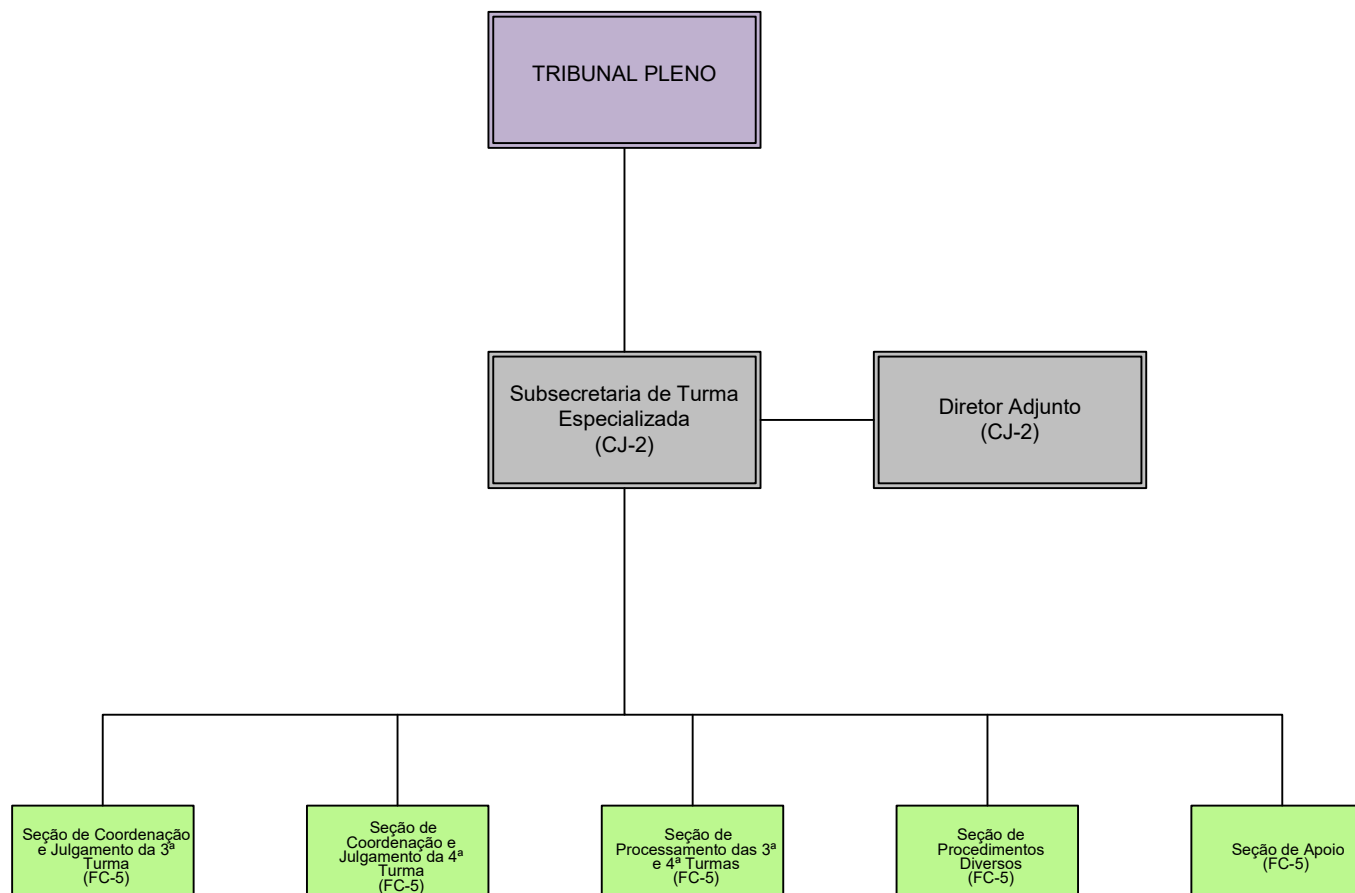 TRIBUNAL PLENO
Subsecretaria de Turma
Especializada
(CJ-2)
Diretor Adjunto
(CJ-2)
Seção de Coordenação
e Julgamento da 3ª
Turma
(FC-5)
Seção de
Coordenação e
Julgamento da 4ª
Turma
(FC-5)
Seção de
Processamento das 3ª
e 4ª Turmas
(FC-5)
Seção de
Procedimentos
Diversos
(FC-5)
Seção de Apoio
(FC-5)